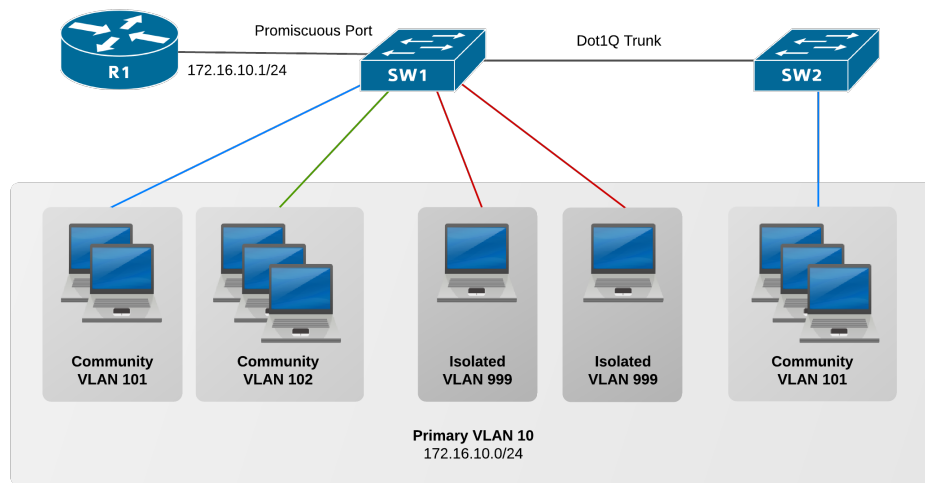 Promiscuous Port
R1
172.16.10.1/24
SW1
Dot1Q Trunk
SW2
Community
VLAN 101
Community
VLAN 102
Isolated
VLAN 999
Isolated
VLAN 999
Community
VLAN 101
Primary VLAN 10
172.16.10.0/24